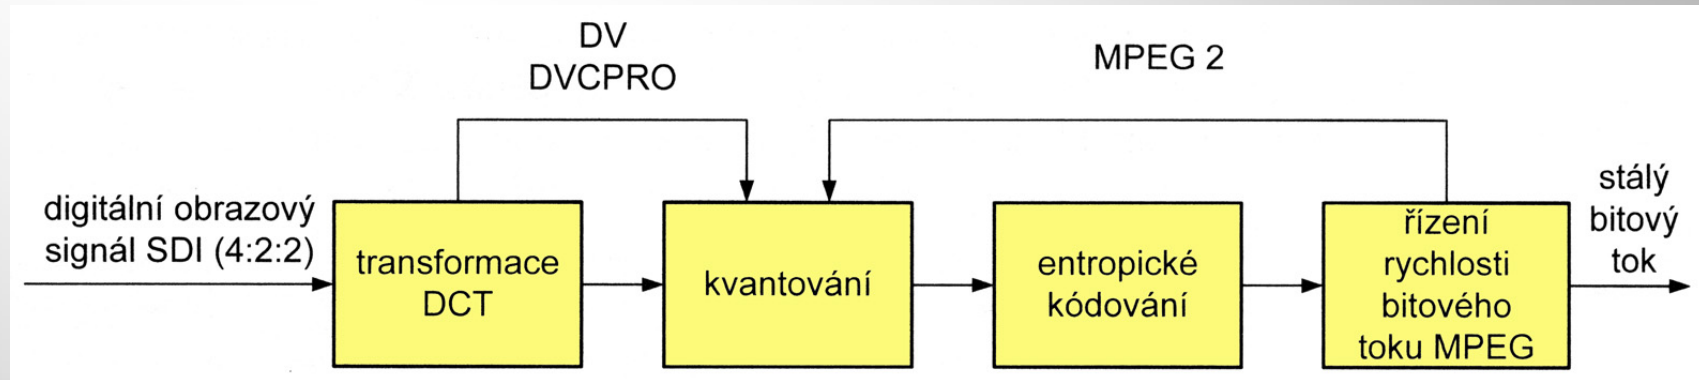 DV
DVCPRO
MPEG 2
digitální obrazový
signál SDI (4:2:2)
transformace
DCT
kvantování
entropické
kódování
řízení
rychlosti
bitového
toku MPEG
stálý
bitový
tok